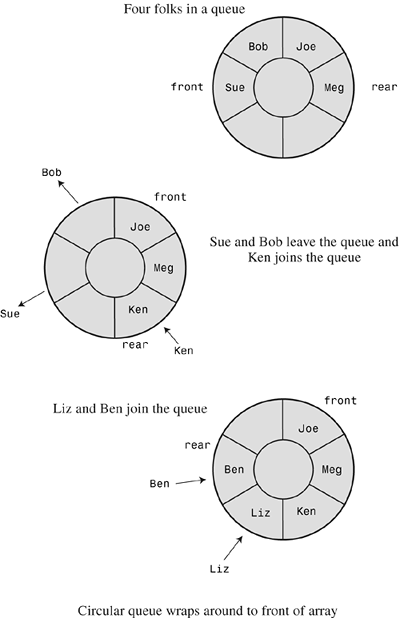 Four folks in a queue
Bob Joe
front Sue Meg rear
Bob
front
Joe
Sue and Bob leave the queue and
Ken joins the queue
Meg
Ken
Sue
rear
Ken
Liz and Ben join the queue
front
Joe
rear
Ben Meg
Ben
Liz Ken
Liz
Circular queue wraps around to front of array